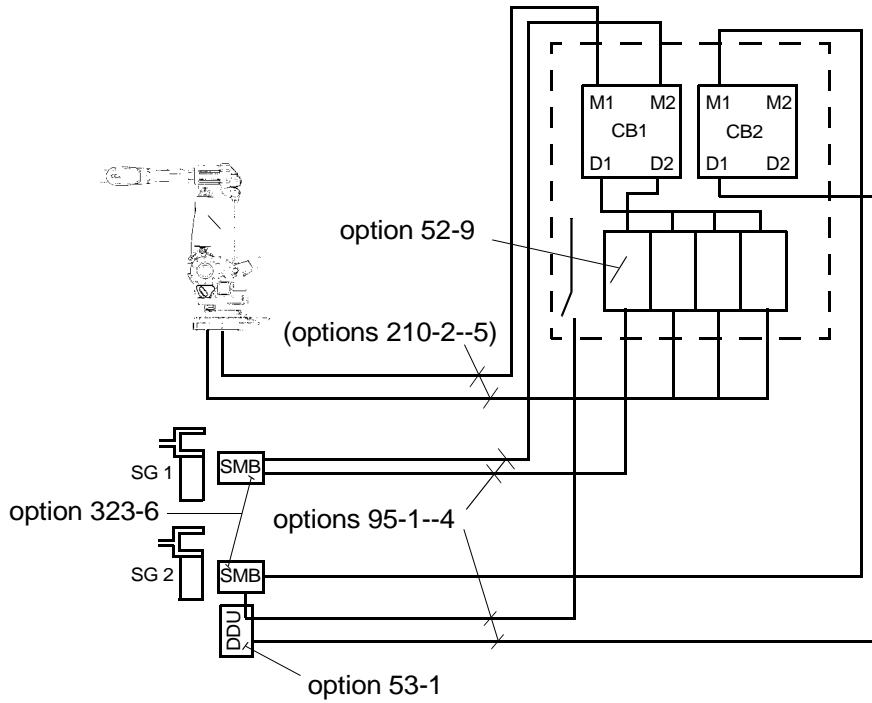 M1 M2
CB1
D1 D2
M1 M2
CB2
D1 D2
option 52-9
(options 210-2--5)
SG 1
SMB
option 323-6
options 95-1--4
SG 2
SMB
DDU
option 53-1